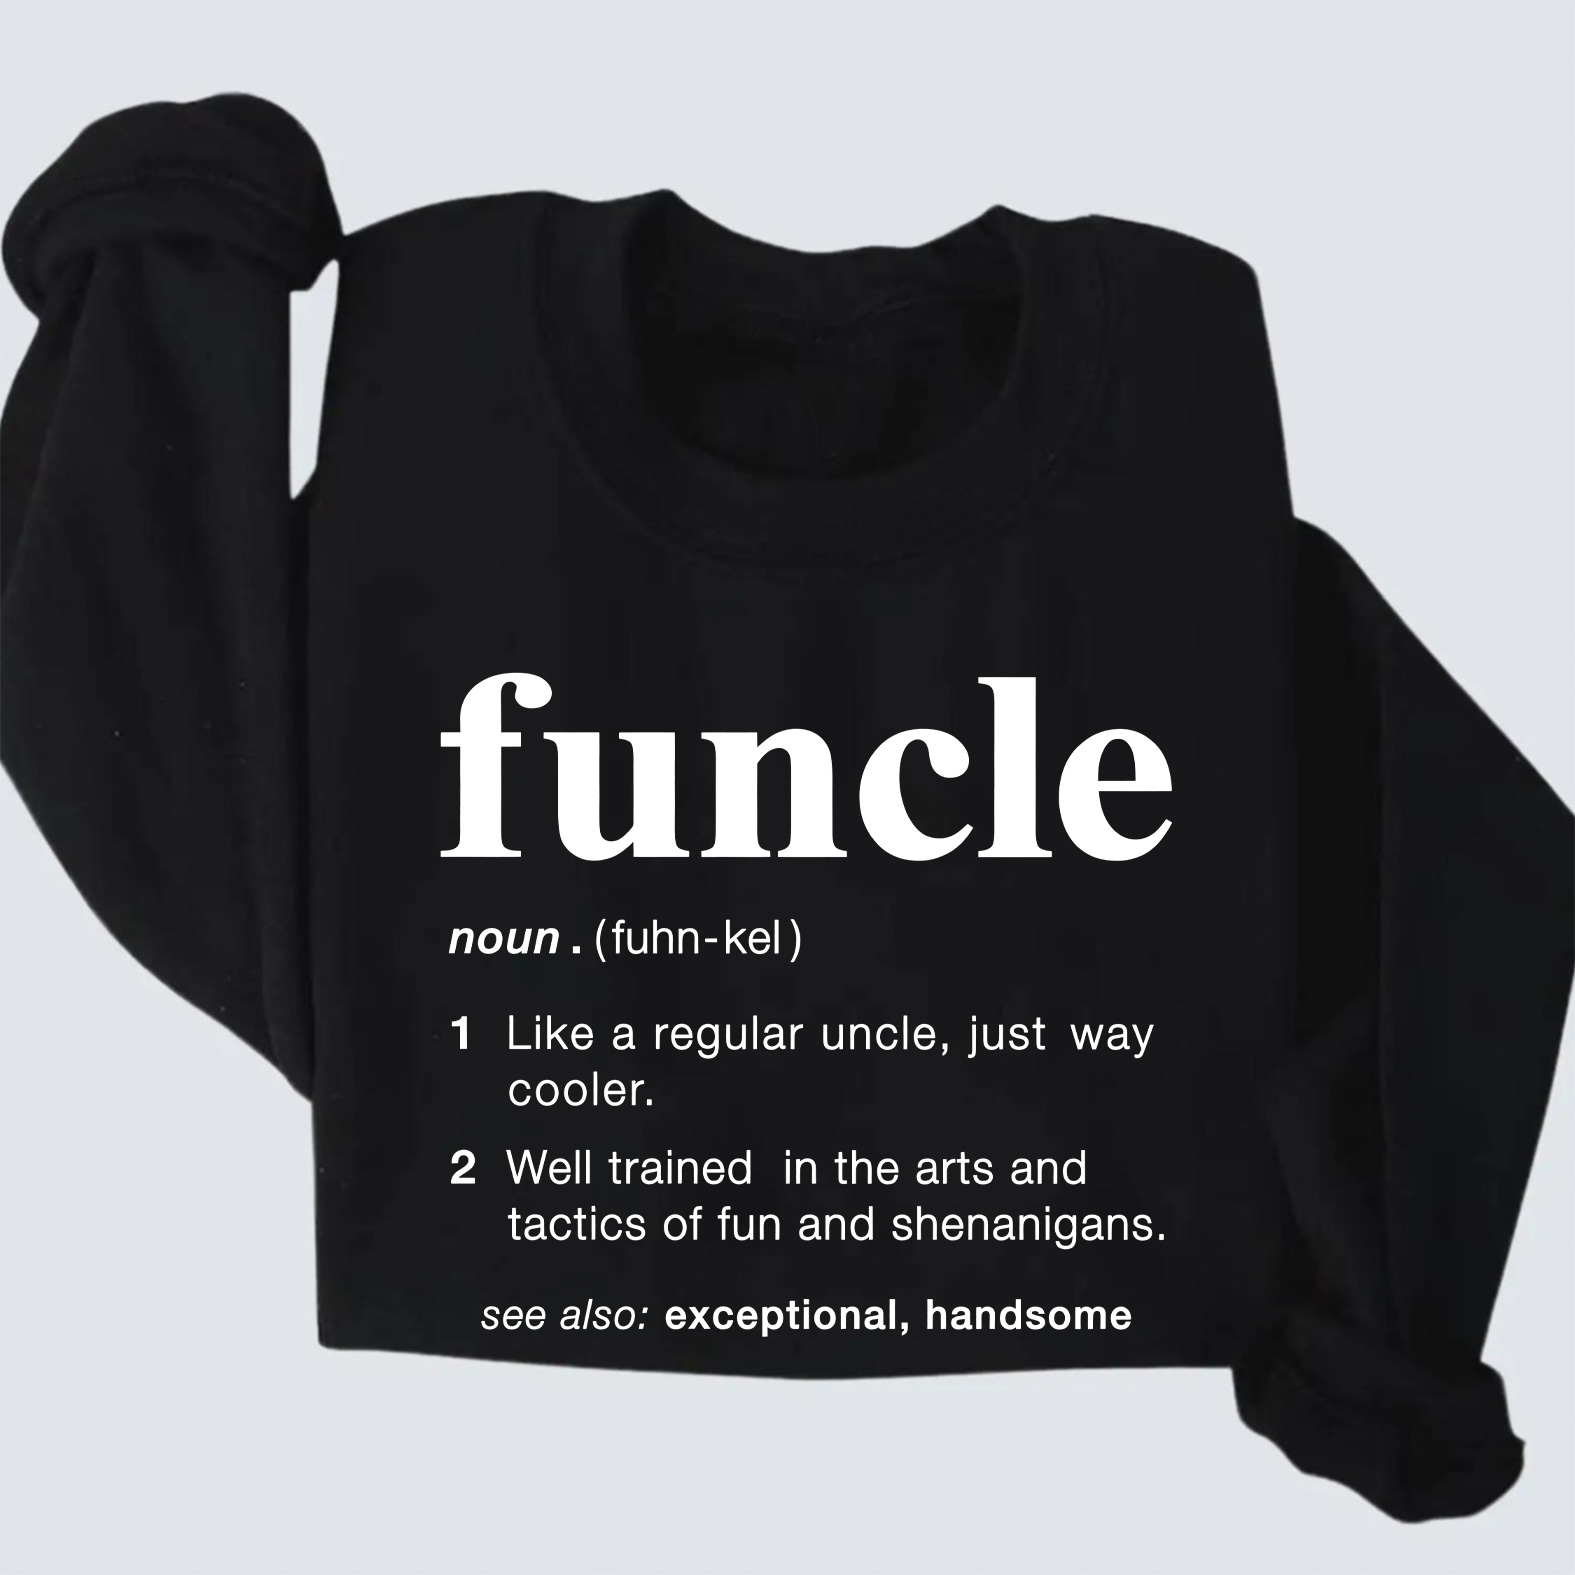 funcle
noun . (fuhn-kel)
1 Like a regular uncle, just way
cooler.
2 Well trained in the arts and
tactics of fun and shenanigans.
see also: exceptional, handsome